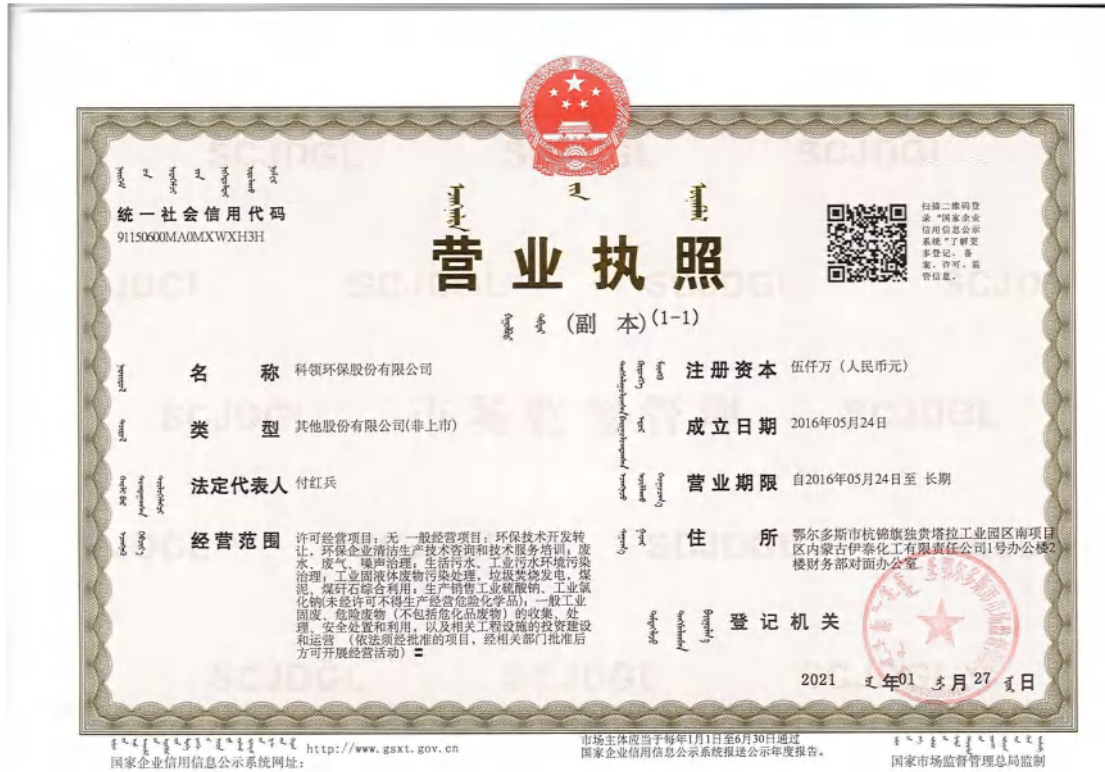 统一社会信用代码
91150600MA0MXWXH3H
营业执照
(副 本)(1-1)
扫描二维码登
录“国家企业
信用信息公示
系统”了解更
多登记、备
案、许可、监
管信息。
名 称 科领环保股份有限公司
类 型 其他股份有限公司(非上市)
法定代表人 付红兵
经营范围 许可经营项目：无 一般经营项目：环保技术开发转
让，环保企业清洁生产技术咨询和技术服务培训；废
水、废气、噪声治理；生活污水、工业污水环境污染
治理；工业固液体废物污染处理，垃圾焚烧发电，煤
泥、煤矸石综合利用；生产销售工业硫酸钠、工业氯
化钠(未经许可不得生产经营危险化学品)；一般工业
固废、危险废物（不包括危化品废物）的收集、处
理、安全处置和利用，以及相关工程设施的投资建设
和运营 （依法须经批准的项目，经相关部门批准后
方可开展经营活动）〓
注册资本 伍仟万（人民币元）
成立日期 2016年05月24日
营业期限 自2016年05月24日至 长期
住 所 鄂尔多斯市杭锦旗独贵塔拉工业园区南项目
区内蒙古伊泰化工有限责任公司1号办公楼2
楼财务部对面办公室
登记机关
2021 年01 月 27 日
国家企业信用信息公示系统网址： http://www.gsxt.gov.cn
市场主体应当于每年1月1日至6月30日通过
国家企业信用信息公示系统报送公示年度报告。
国家市场监督管理总局监制